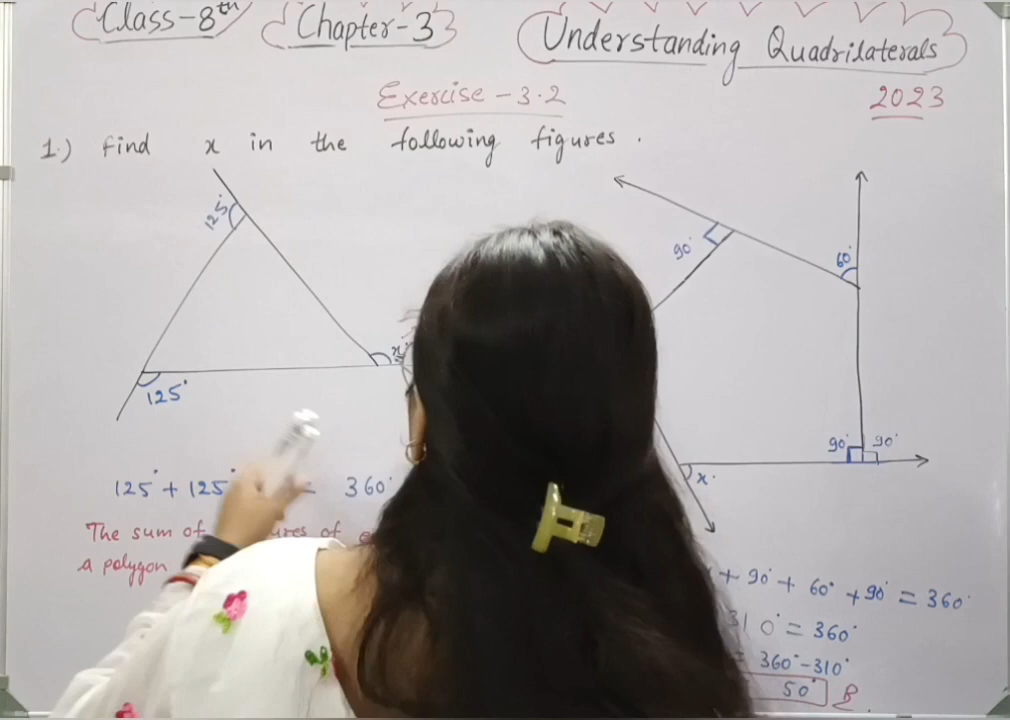 Class-8th Chapter-3 Understanding Quadrilaterals
Exercise - 3.2 2023
1.) Find x in the following figures.
125°
90°
60°
x
125°
90° 90°
x°
125° + 125° = 360°
The sum of
a polygon
+ 90° + 60° + 90° = 360°
310° = 360°
= 360° - 310°
50°